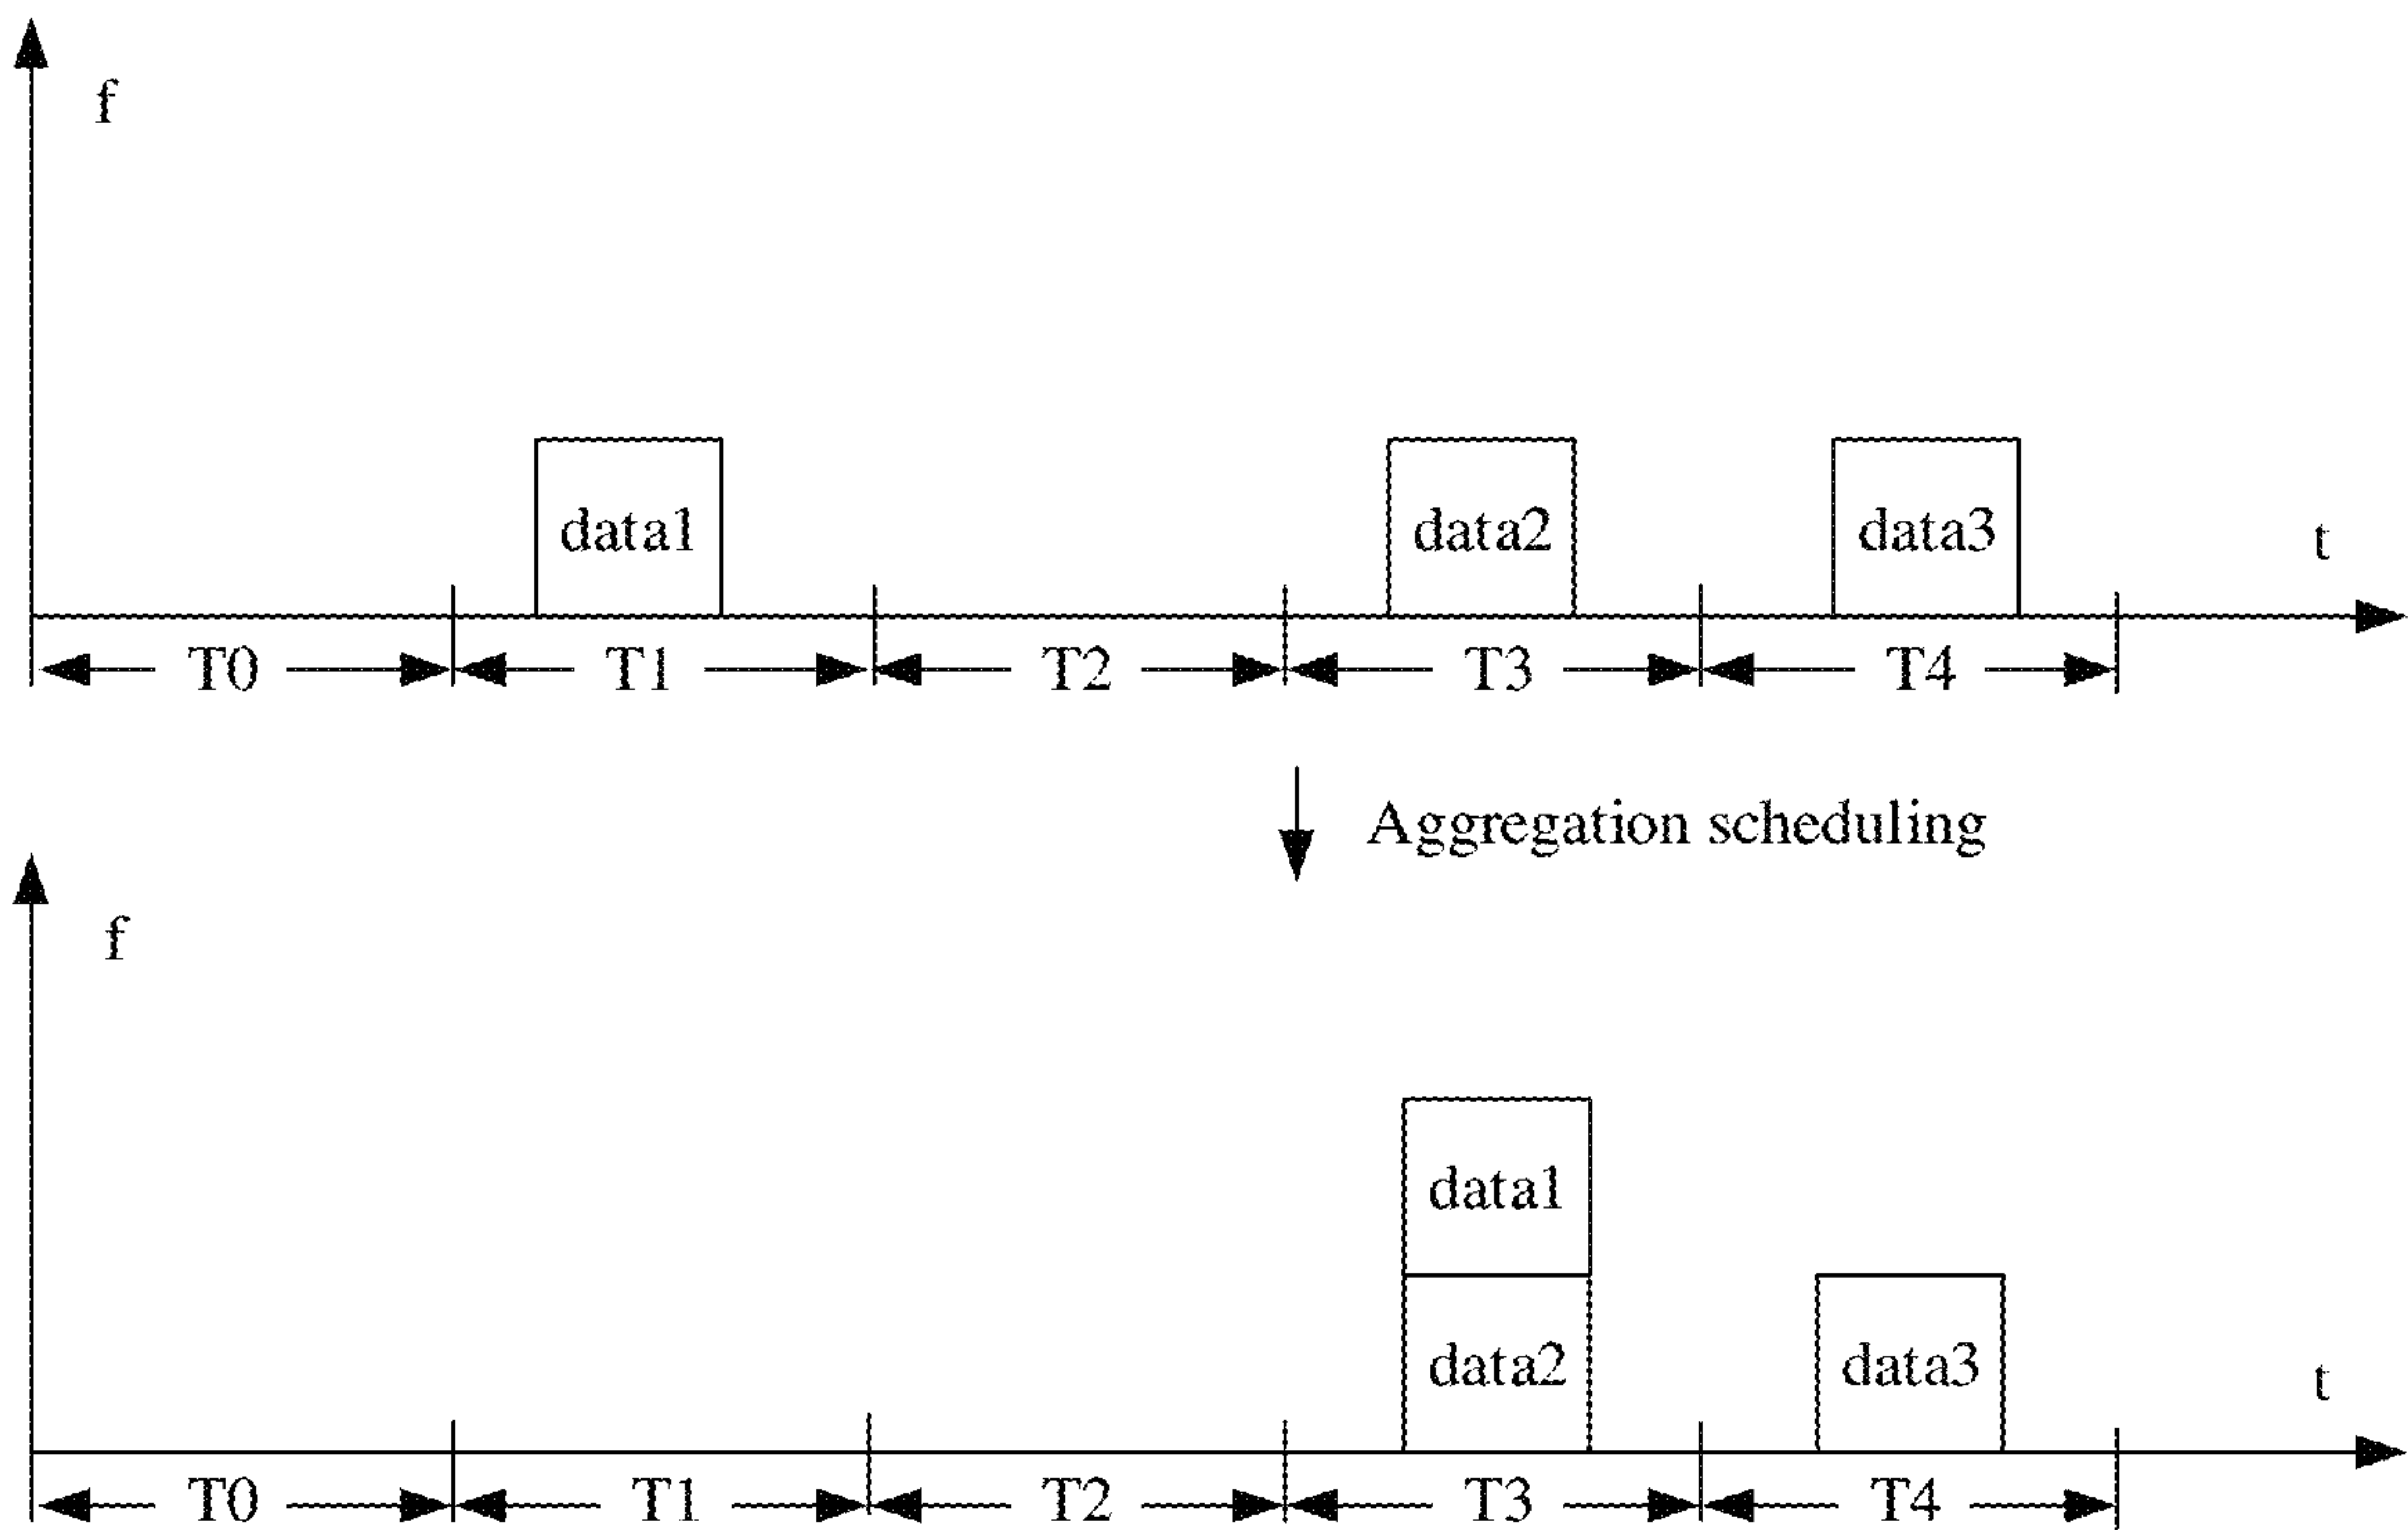 f
data1 data2 data3 t
T0 T1 T2 T3 T4
Aggregation scheduling
f
data1
data2 data3 t
T0 T1 T2 T3 T4